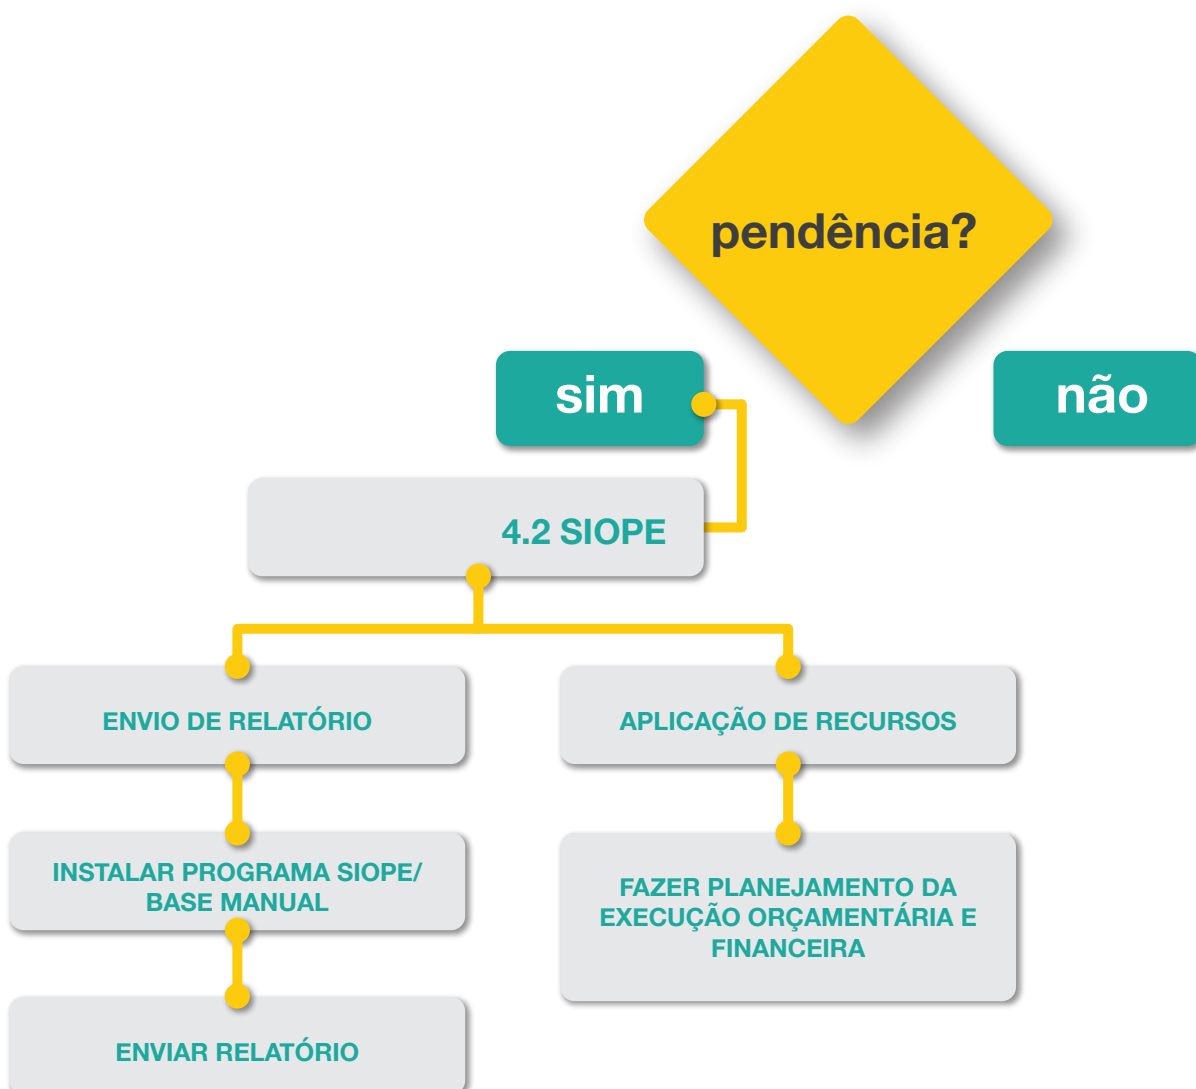 pendência?
sim
não
4.2 SIOPE
ENVIO DE RELATÓRIO
APLICAÇÃO DE RECURSOS
INSTALAR PROGRAMA SIOPE/
BASE MANUAL
FAZER PLANEJAMENTO DA
EXECUÇÃO ORÇAMENTÁRIA E
FINANCEIRA
ENVIAR RELATÓRIO